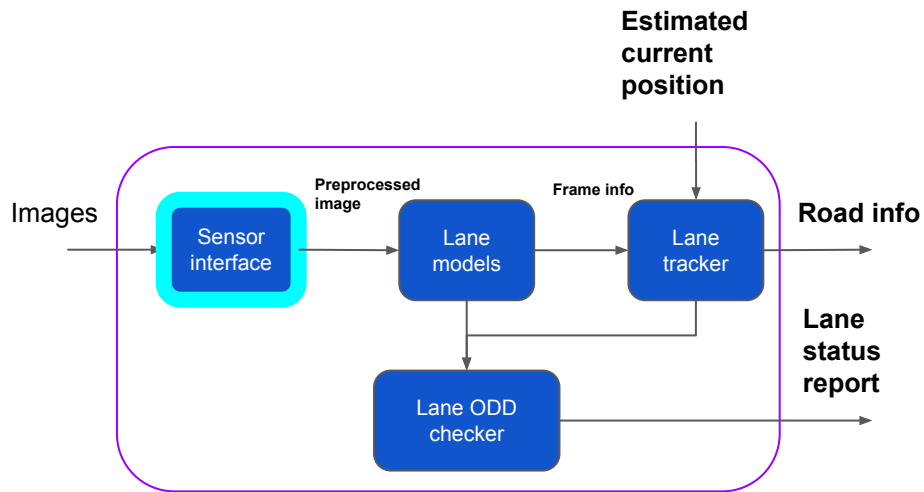 Estimated
current
position
Images
Preprocessed
image
Frame info
Sensor
interface
Lane
models
Lane
tracker
Road info
Lane
status
report
Lane ODD
checker